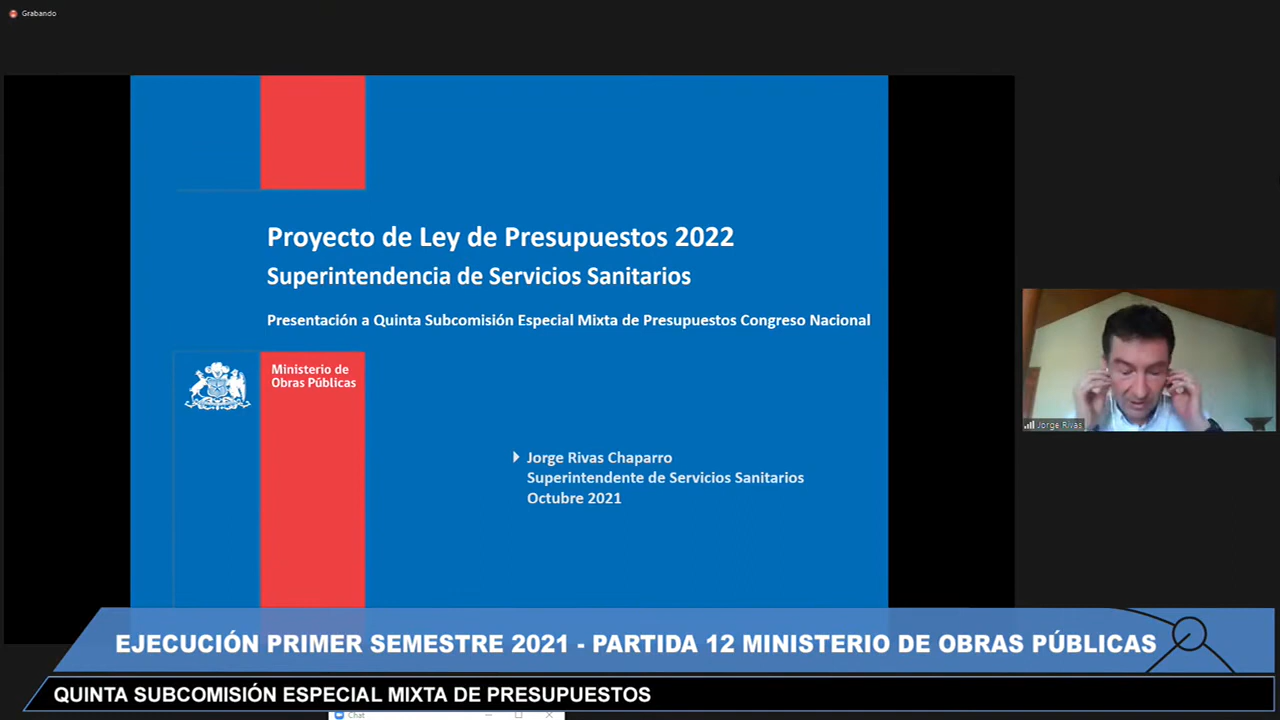 Grabando
Proyecto de Ley de Presupuestos 2022
Superintendencia de Servicios Sanitarios
Presentación a Quinta Subcomisión Especial Mixta de Presupuestos Congreso Nacional
Ministerio de
Obras Públicas
Jorge Rivas
Jorge Rivas Chaparro
Superintendente de Servicios Sanitarios
Octubre 2021
EJECUCIÓN PRIMER SEMESTRE 2021 - PARTIDA 12 MINISTERIO DE OBRAS PÚBLICAS
QUINTA SUBCOMISIÓN ESPECIAL MIXTA DE PRESUPUESTOS
Chat